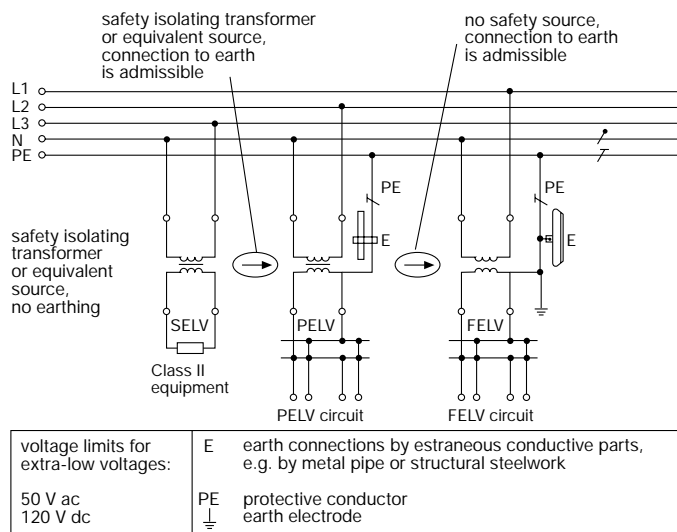 safety isolating transformer
or equivalent source,
connection to earth
is admissible
no safety source,
connection to earth
is admissible
L1
L2
L3
N
PE
PE
PE
E
E
safety isolating
transformer
or equivalent
source,
no earthing
SELV
PELV
FELV
Class II
equipment
PELV circuit
FELV circuit
voltage limits for
extra-low voltages:
50 V ac
120 V dc
E earth connections by estraneous conductive parts,
e.g. by metal pipe or structural steelwork
PE protective conductor
earth electrode